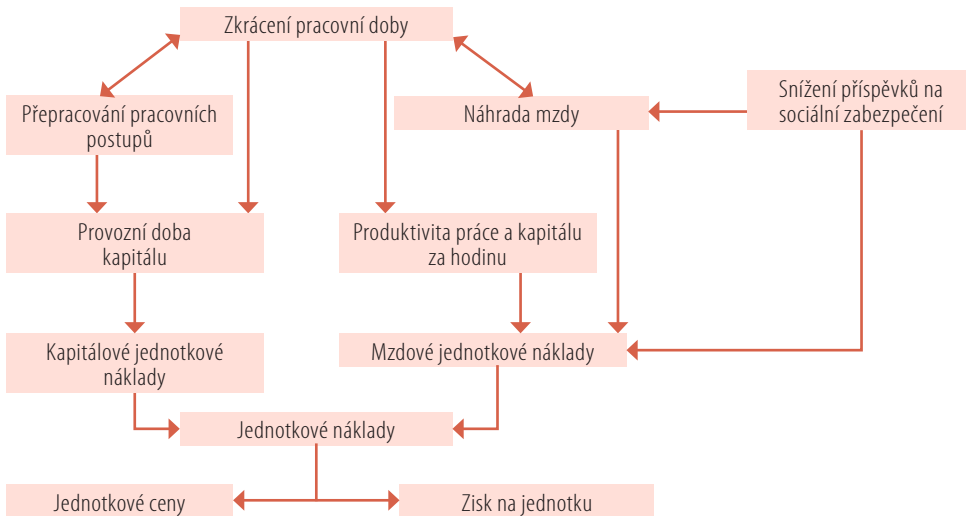 Zkrácení pracovní doby
Přepracování pracovních
postupů
Náhrada mzdy
Snížení příspěvků na
sociální zabezpečení
Provozní doba
kapitálu
Produktivita práce a kapitálu
za hodinu
Kapitálové jednotkové
náklady
Mzdové jednotkové náklady
Jednotkové náklady
Jednotkové ceny
Zisk na jednotku